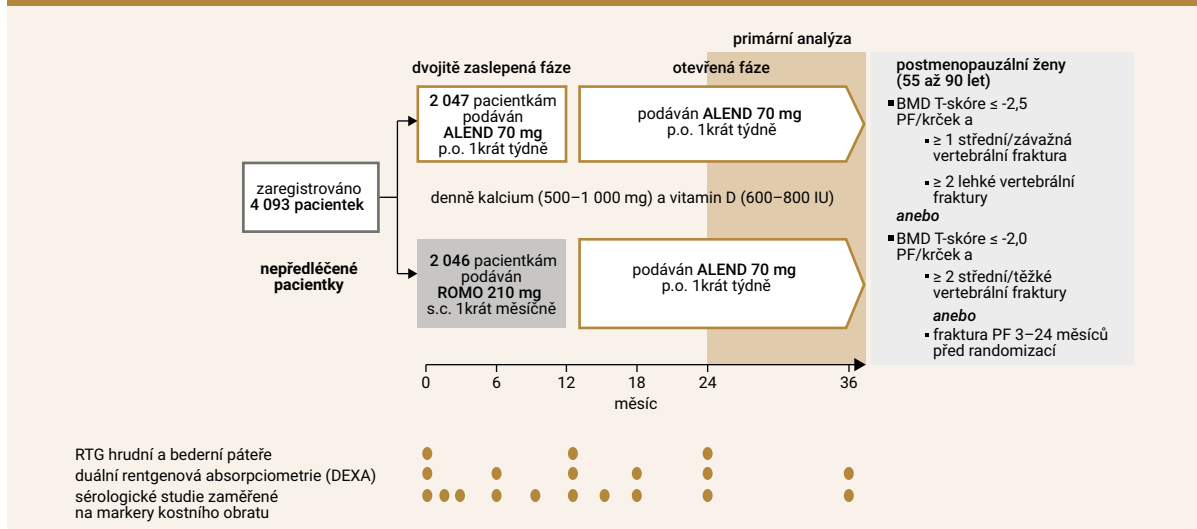 primární analýza
dvojitě zaslepená fáze
otevřená fáze
2 047 pacientkám
podáván
ALEND 70 mg
p.o. 1krát týdně
podáván ALEND 70 mg
p.o. 1krát týdně
zaregistrováno
4 093 pacientek
nepředléčené
pacientky
denně kalcium (500–1 000 mg) a vitamin D (600–800 IU)
2 046 pacientkám
podáván
ROMO 210 mg
s.c. 1krát měsíčně
podáván ALEND 70 mg
p.o. 1krát týdně
postmenopauzální ženy
(55 až 90 let)
BMD T-skóre ≤ -2,5
PF/krček a
≥ 1 střední/závažná
vertebrální fraktura
≥ 2 lehké vertebrální
fraktury
anebo
BMD T-skóre ≤ -2,0
PF/krček a
≥ 2 střední/těžké
vertebrální fraktury
anebo
fraktura PF 3–24 měsíců
před randomizací
0 6 12 18 24 36
měsíc
RTG hrudní a bederní páteře
duální rentgenová absorpciometrie (DEXA)
sérologické studie zaměřené
na markery kostního obratu